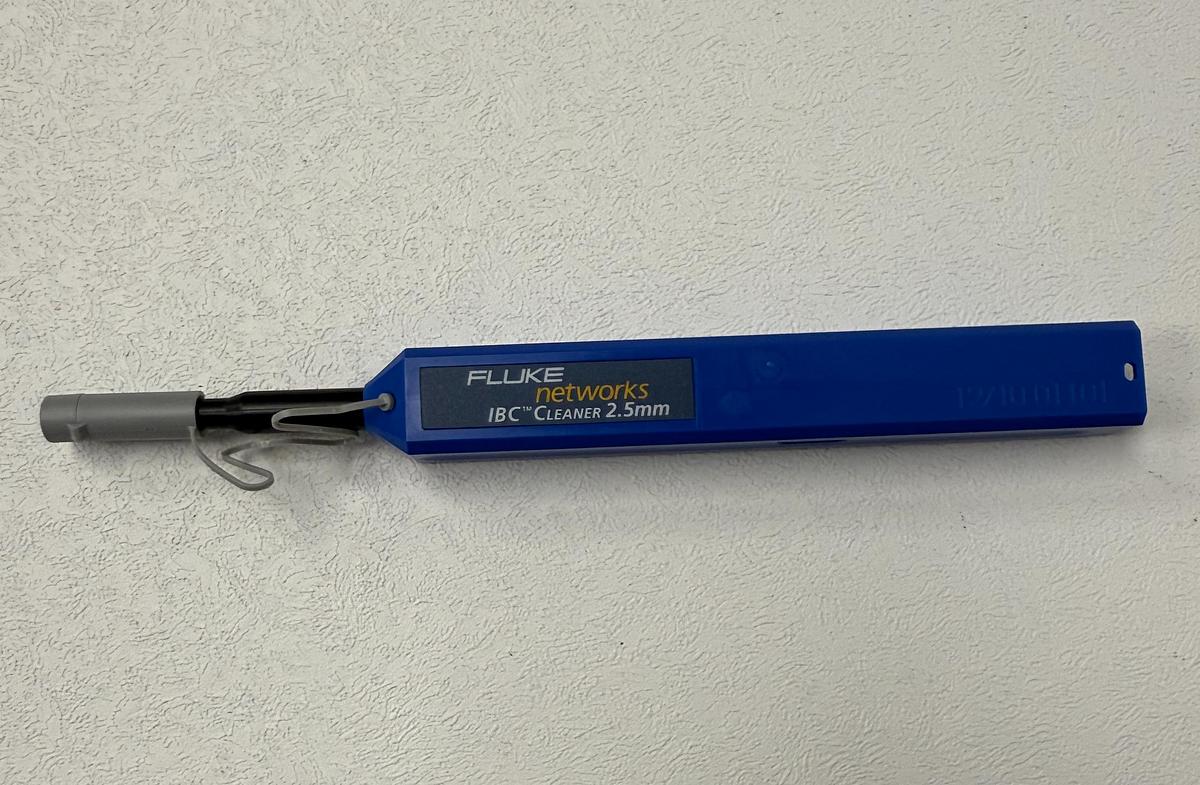 FLUKE
networks
IBC™ CLEANER 2.5mm